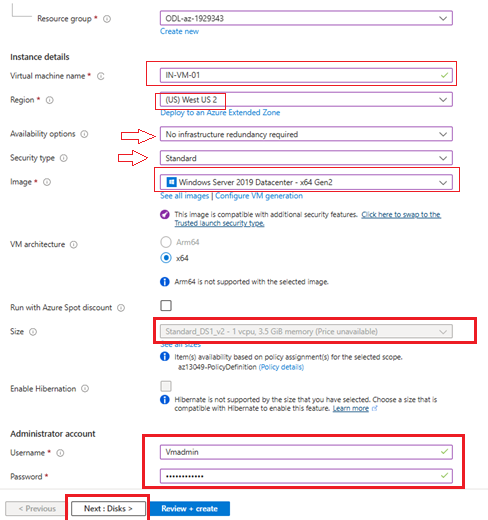 Resource group *
ODL-az-1929343
Create new
Instance details
Virtual machine name *
IN-VM-01
Region *
(US) West US 2
Deploy to an Azure Extended Zone
Availability options
No infrastructure redundancy required
Security type
Standard
Image *
Windows Server 2019 Datacenter - x64 Gen2
See all images | Configure VM generation
This image is compatible with additional security features. Click here to swap to the
Trusted launch security type.
VM architecture
Arm64
x64
Arm64 is not supported with the selected image.
Run with Azure Spot discount
Size
Standard_DS1_v2 - 1 vcpu, 3.5 GiB memory (Price unavailable)
See all sizes
Item(s) availability based on policy assignment(s) for the selected scope.
az13049-PolicyDefinition (Policy details)
Enable Hibernation
Hibernate is not supported by the size that you have selected. Choose a size that is
compatible with Hibernate to enable this feature. Learn more
Administrator account
Username *
Vmadmin
Password *
••••••••••••
< Previous
Next : Disks >
Review + create